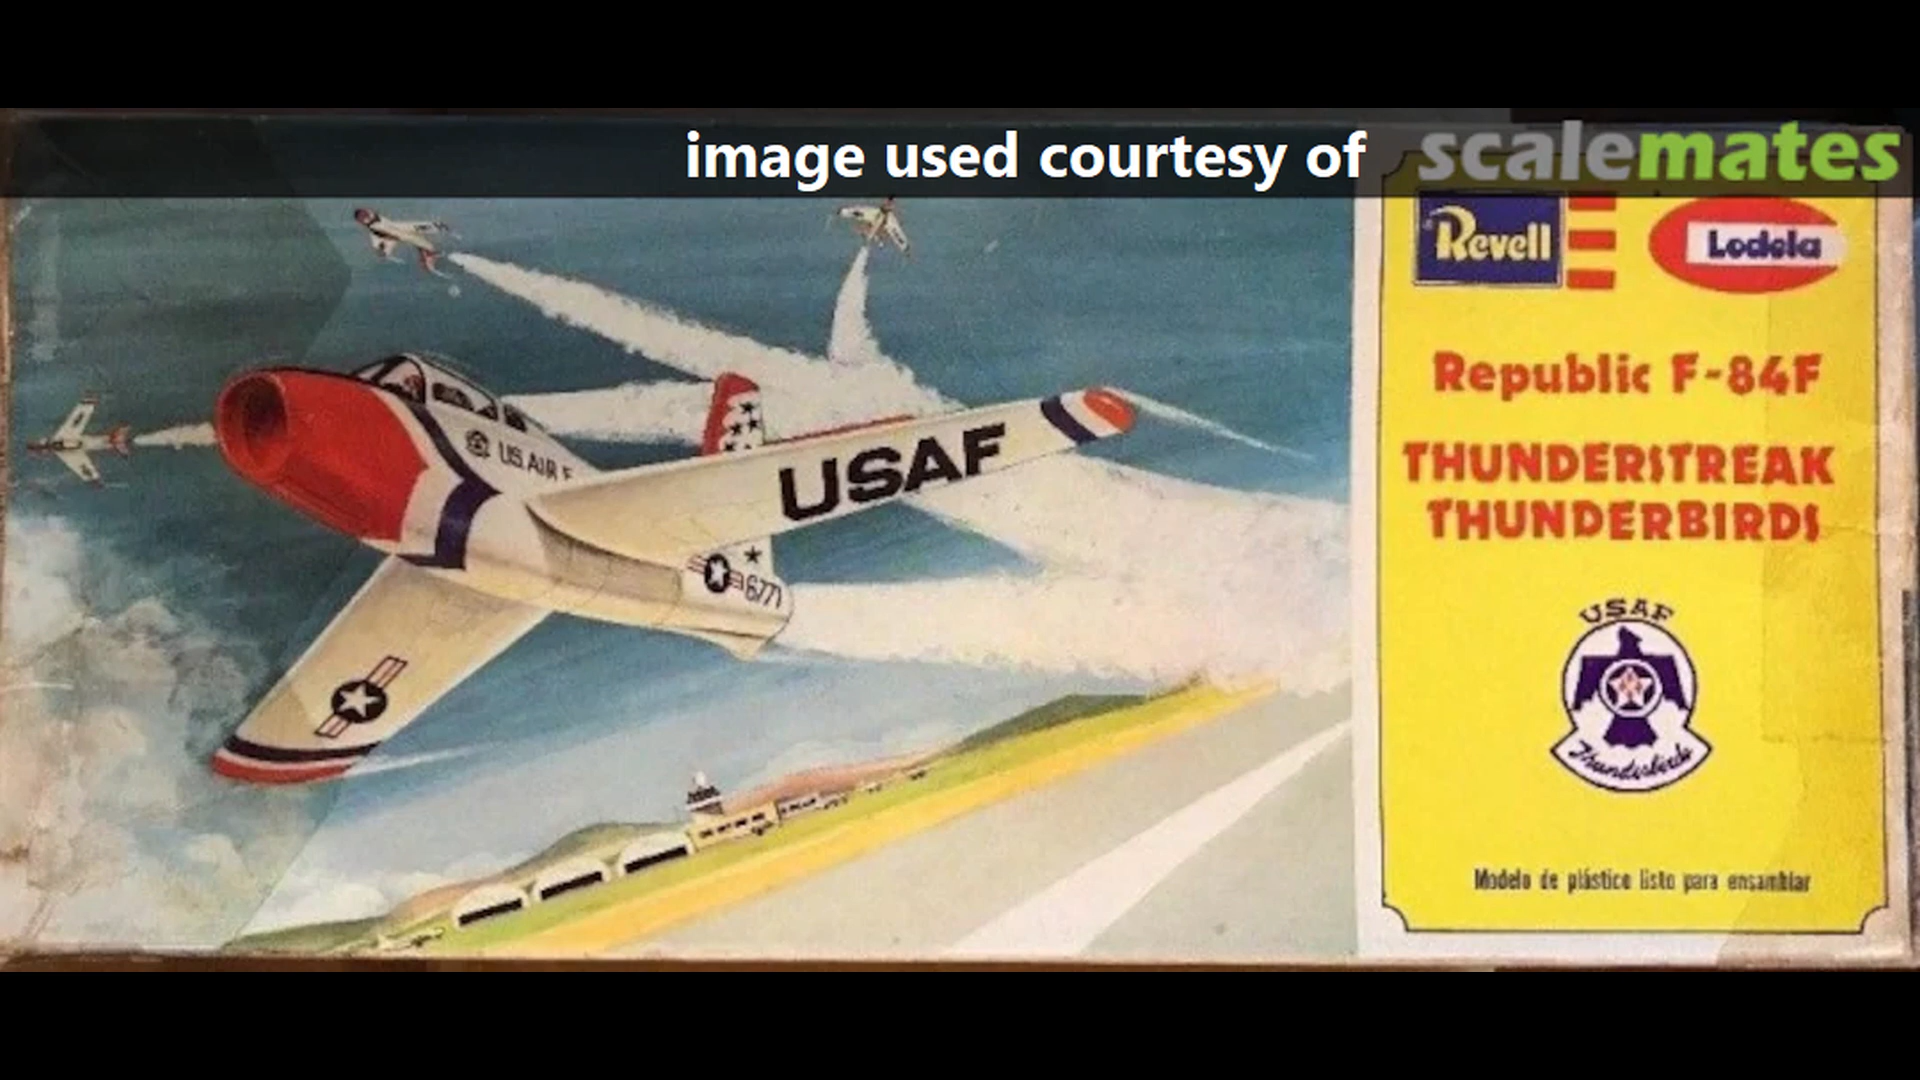 image used courtesy of scalemates
Revell
Lodela
Republic F-84F
THUNDERSTREAK
THUNDERBIRDS
USAF
Thunderbirds
Modelo de plástico listo para ensamblar
US. AIR F
USAF
6771